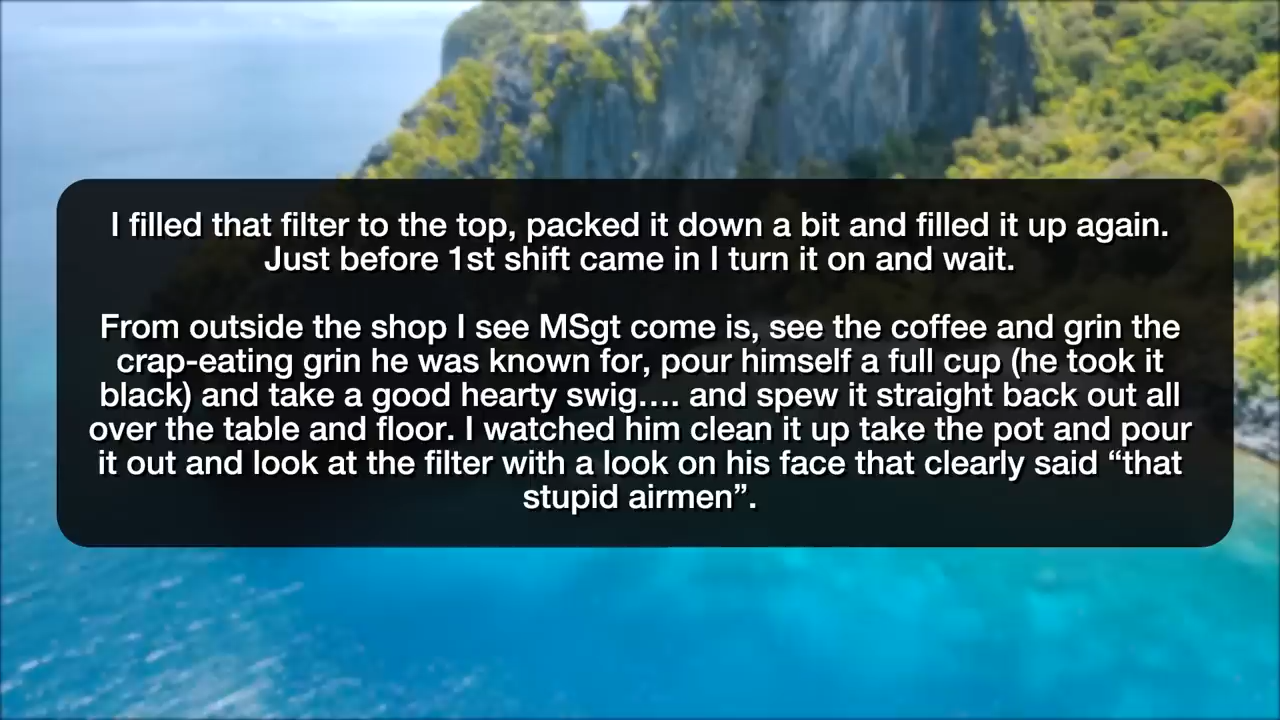 I filled that filter to the top, packed it down a bit and filled it up again.
Just before 1st shift came in I turn it on and wait.
From outside the shop I see MSgt come is, see the coffee and grin the
crap-eating grin he was known for, pour himself a full cup (he took it
black) and take a good hearty swig…. and spew it straight back out all
over the table and floor. I watched him clean it up take the pot and pour
it out and look at the filter with a look on his face that clearly said “that
stupid airmen”.